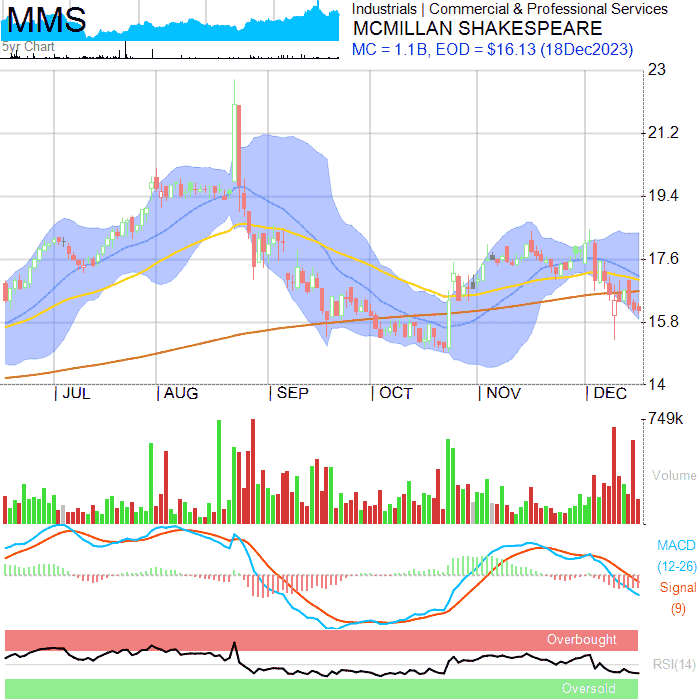 MMS
5yr Chart
Industrials | Commercial & Professional Services
MCMILLAN SHAKESPEARE
MC = 1.1B, EOD = $16.13 (18Dec2023)
23
21.2
19.4
17.6
15.8
14
JUL AUG SEP OCT NOV DEC
749k
Volume
MACD
(12-26)
Signal
(9)
Overbought
RSI(14)
Oversold